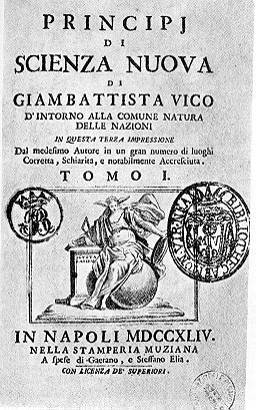 PRINCIPJ
DI
SCIENZA NUOVA
DI
GIAMBATTISTA VICO
D'INTORNO ALLA COMUNE NATURA
DELLE NAZIONI
IN QUESTA TERZA IMPRESSIONE
Dal medesimo Autore in un gran numero di luoghi
Corretta, Schiarita, e notabilmente Accresciuta.
TOMO I.
IN NAPOLI MDCCXLIV.
NELLA STAMPERIA MUZIANA
A spese di Gaetano, e Steffano Elia.
CON LICENZA DE' SUPERIORI.